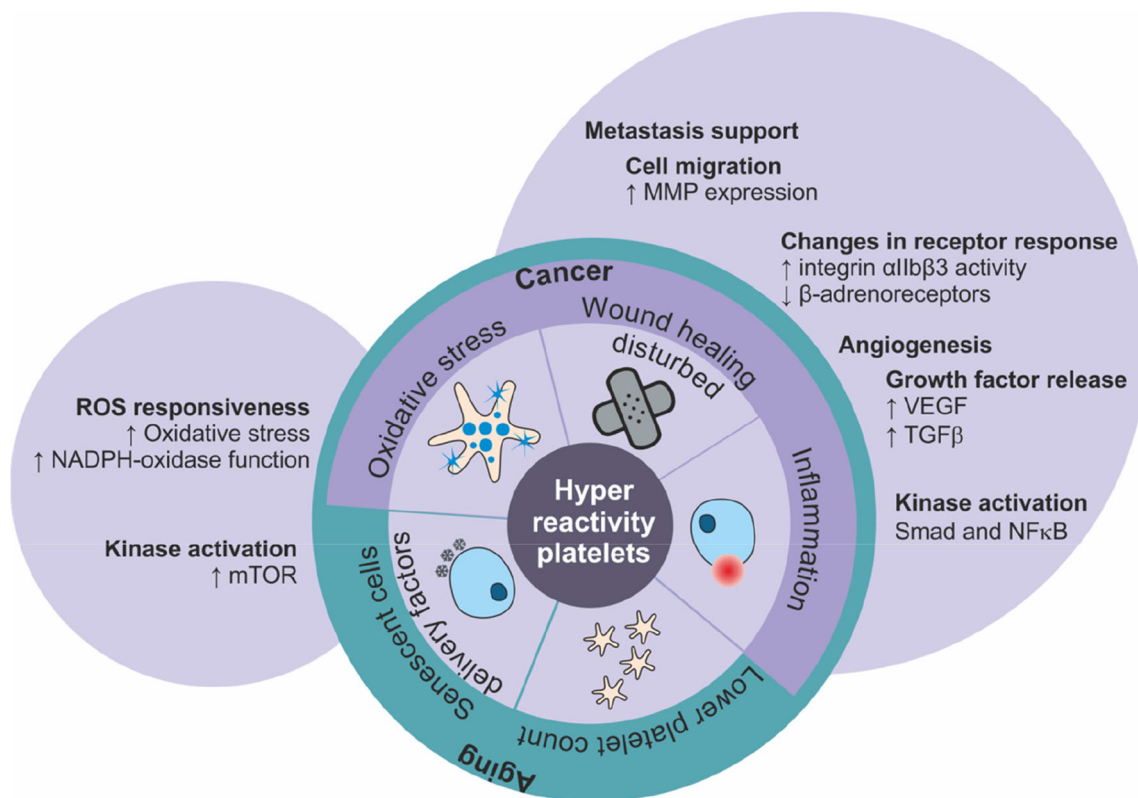 Metastasis support
Cell migration
↑ MMP expression
Changes in receptor response
↑ integrin αIIbβ3 activity
↓ β-adrenoreceptors
Angiogenesis
Growth factor release
↑ VEGF
↑ TGFβ
Kinase activation
Smad and NFκB
ROS responsiveness
↑ Oxidative stress
↑ NADPH-oxidase function
Kinase activation
↑ mTOR
Cancer
Oxidative stress
Wound healing
disturbed
Inflammation
Hyper
reactivity
platelets
Senescent cells
delivery factors
Lower platelet count
Aging